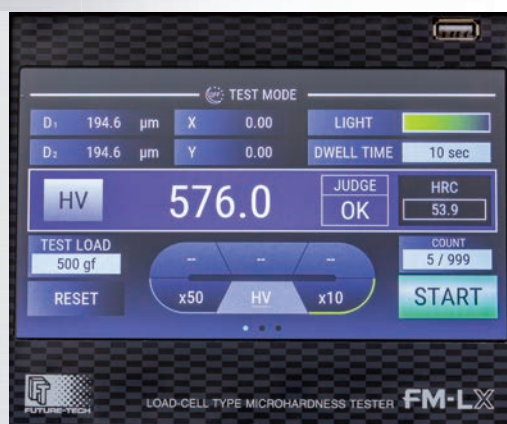 OFF TEST MODE
D1 194.6 µm X 0.00 LIGHT
D2 194.6 µm Y 0.00 DWELL TIME 10 sec
HV 576.0 JUDGE OK HRC 53.9
TEST LOAD
500 gf
-- -- --
COUNT
5 / 999
RESET x50 HV x10 START
FT
FUTURE-TECH
LOAD-CELL TYPE MICROHARDNESS TESTER FM-LX